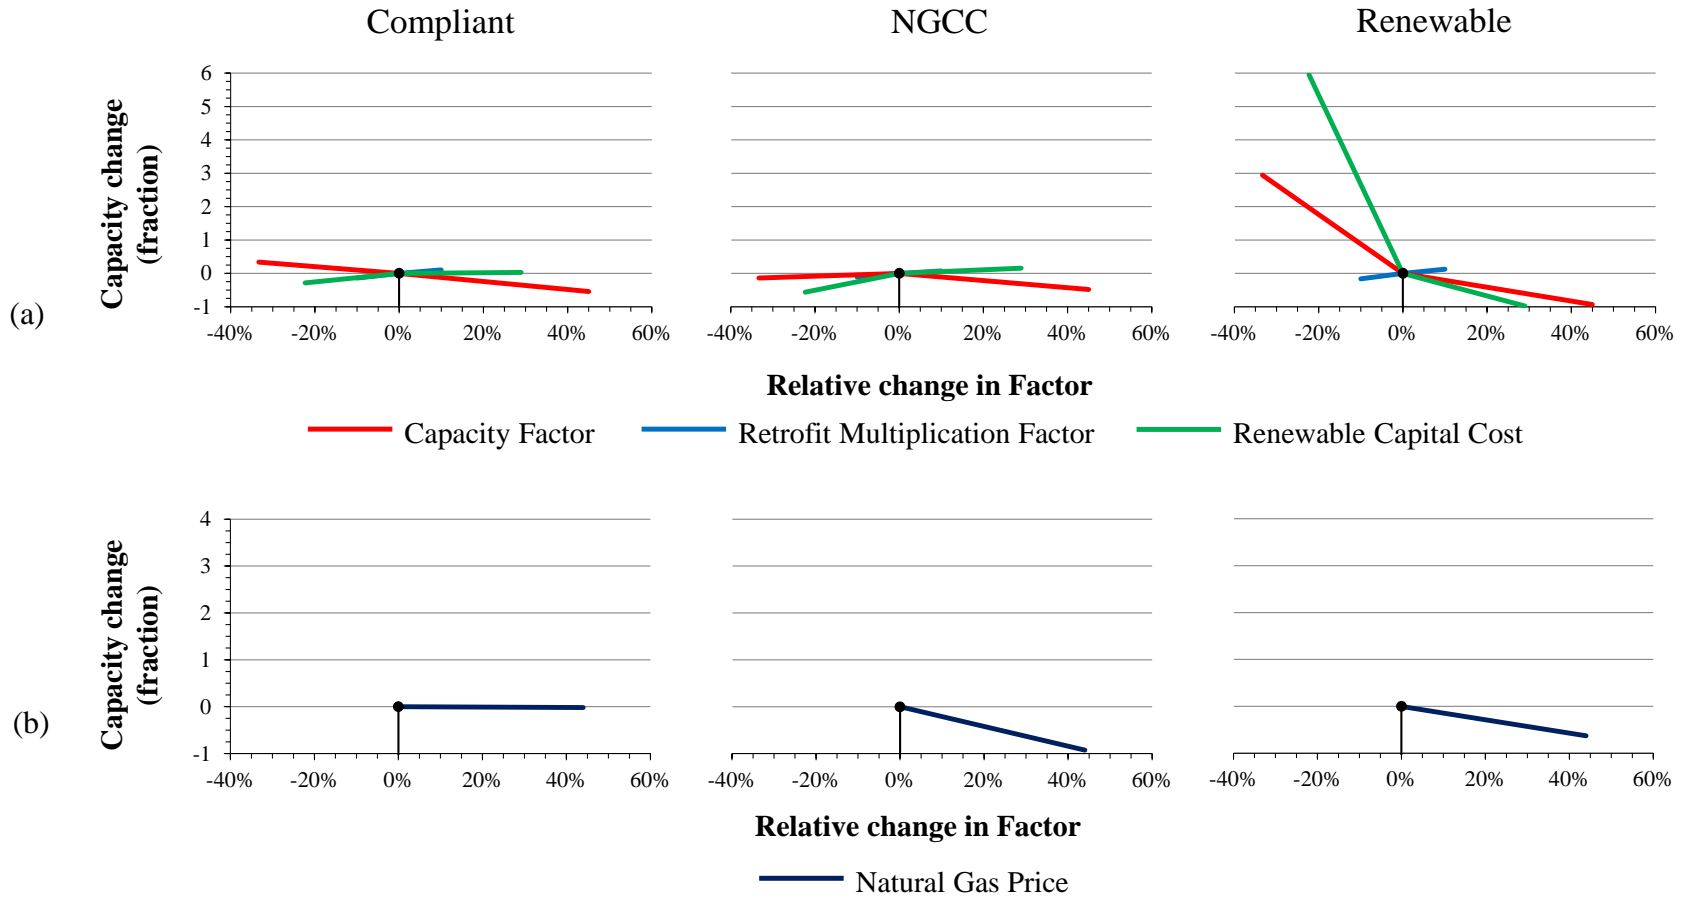 Compliant NGCC Renewable
(a)
Capacity change
(fraction)
6
5
4
3
2
1
0
-1
-40% -20% 0% 20% 40% 60%
-40% -20% 0% 20% 40% 60%
-40% -20% 0% 20% 40% 60%
Relative change in Factor
Capacity Factor Retrofit Multiplication Factor Renewable Capital Cost
(b)
Capacity change
(fraction)
4
3
2
1
0
-1
-40% -20% 0% 20% 40% 60%
-40% -20% 0% 20% 40% 60%
-40% -20% 0% 20% 40% 60%
Relative change in Factor
Natural Gas Price